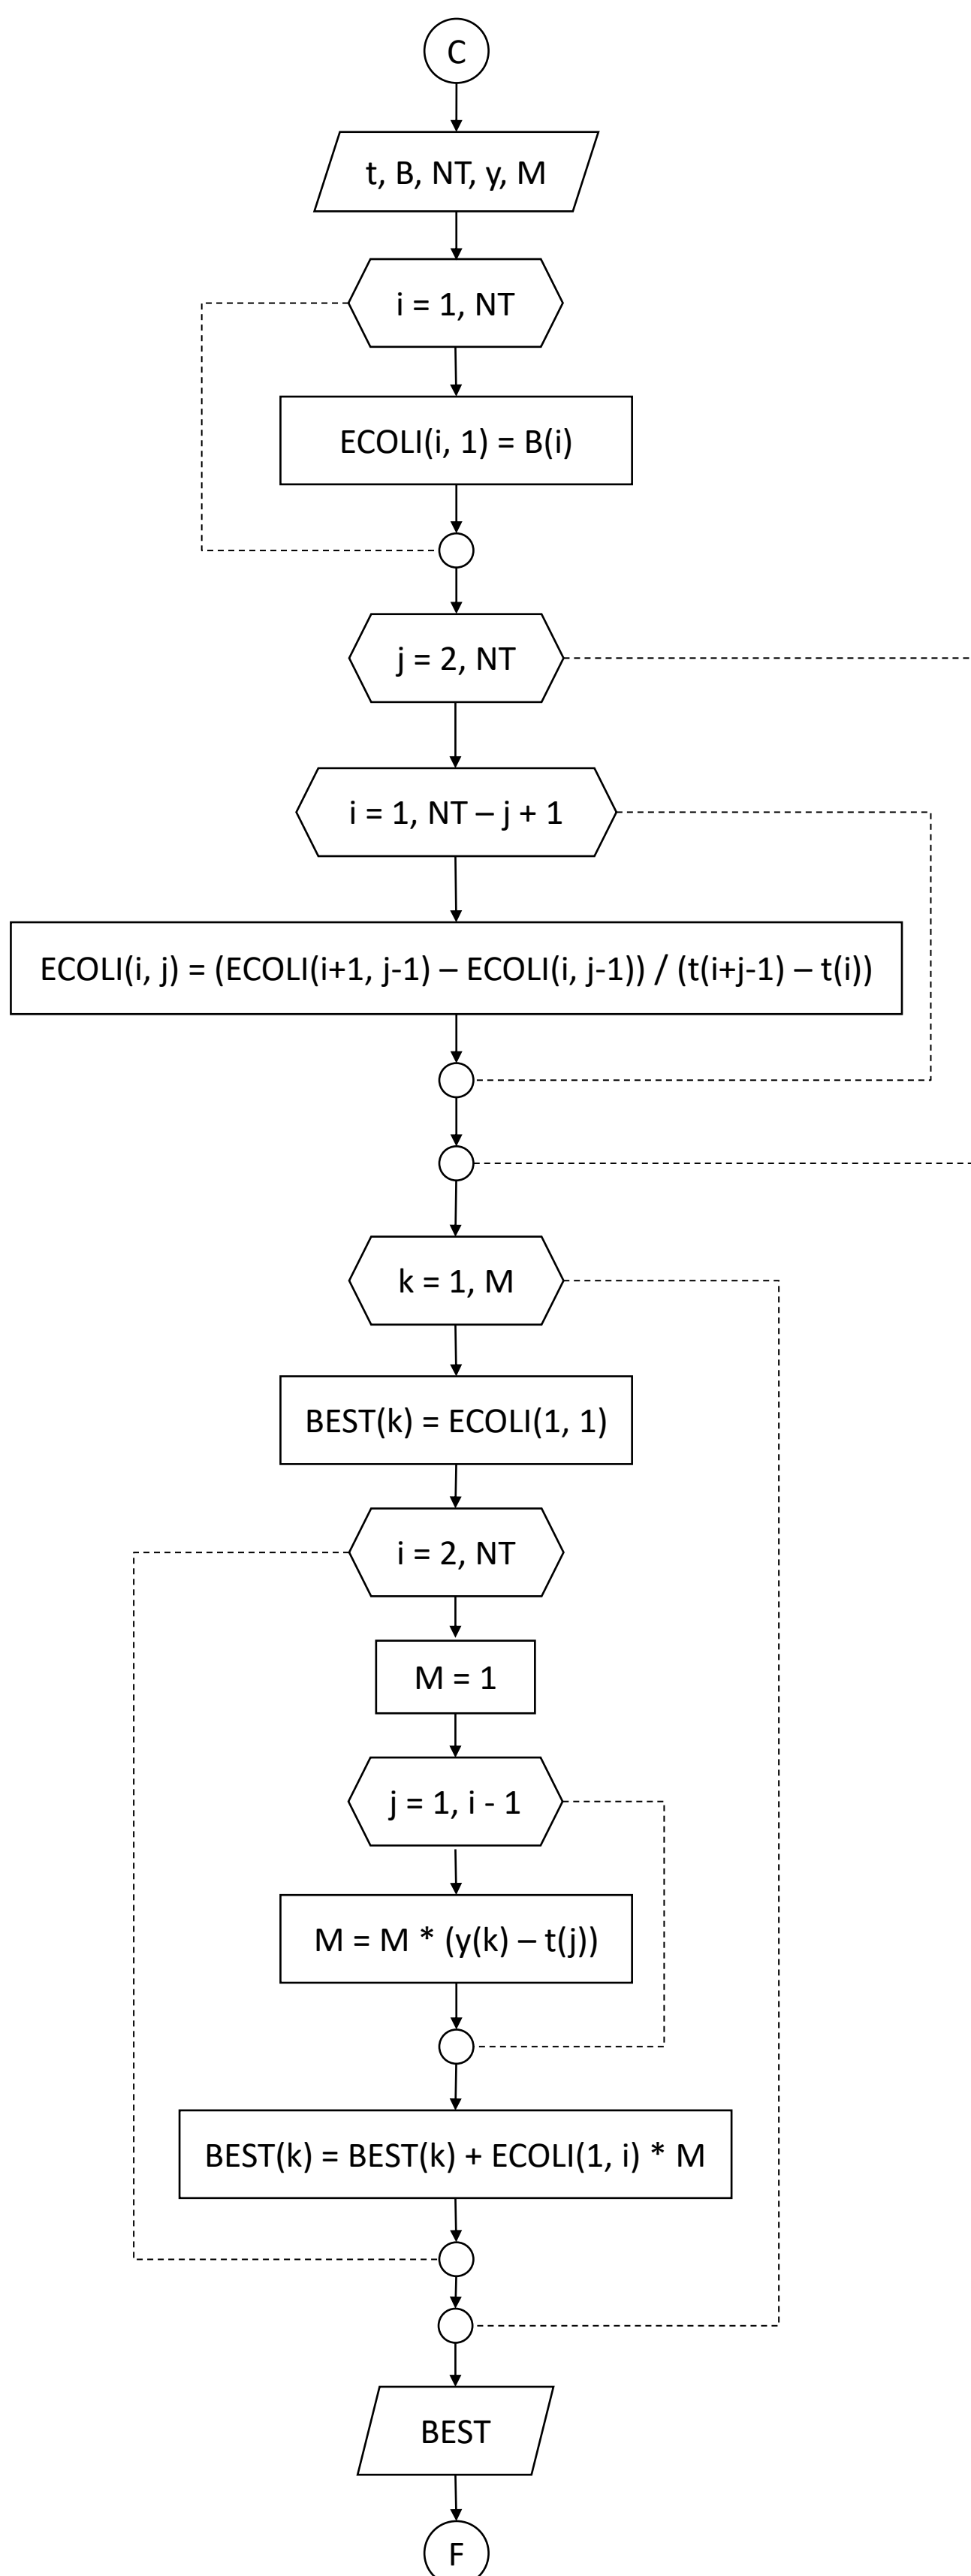 C
t, B, NT, y, M
i = 1, NT
ECOLI(i, 1) = B(i)
j = 2, NT
i = 1, NT – j + 1
ECOLI(i, j) = (ECOLI(i+1, j-1) – ECOLI(i, j-1)) / (t(i+j-1) – t(i))
k = 1, M
BEST(k) = ECOLI(1, 1)
i = 2, NT
M = 1
j = 1, i - 1
M = M * (y(k) – t(j))
BEST(k) = BEST(k) + ECOLI(1, i) * M
BEST
F